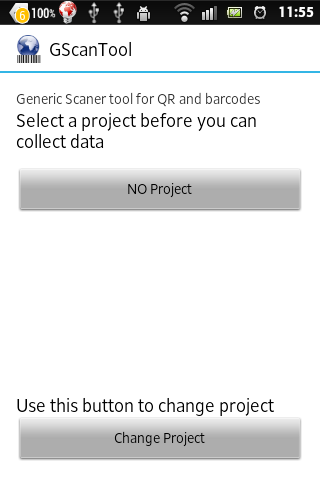 6 100% 11:55
GScanTool
Generic Scaner tool for QR and barcodes
Select a project before you can
collect data
NO Project
Use this button to change project
Change Project